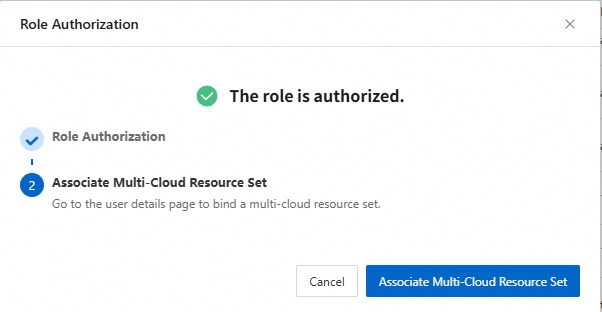 Role Authorization
The role is authorized.
Role Authorization
2
Associate Multi-Cloud Resource Set
Go to the user details page to bind a multi-cloud resource set.
Cancel
Associate Multi-Cloud Resource Set